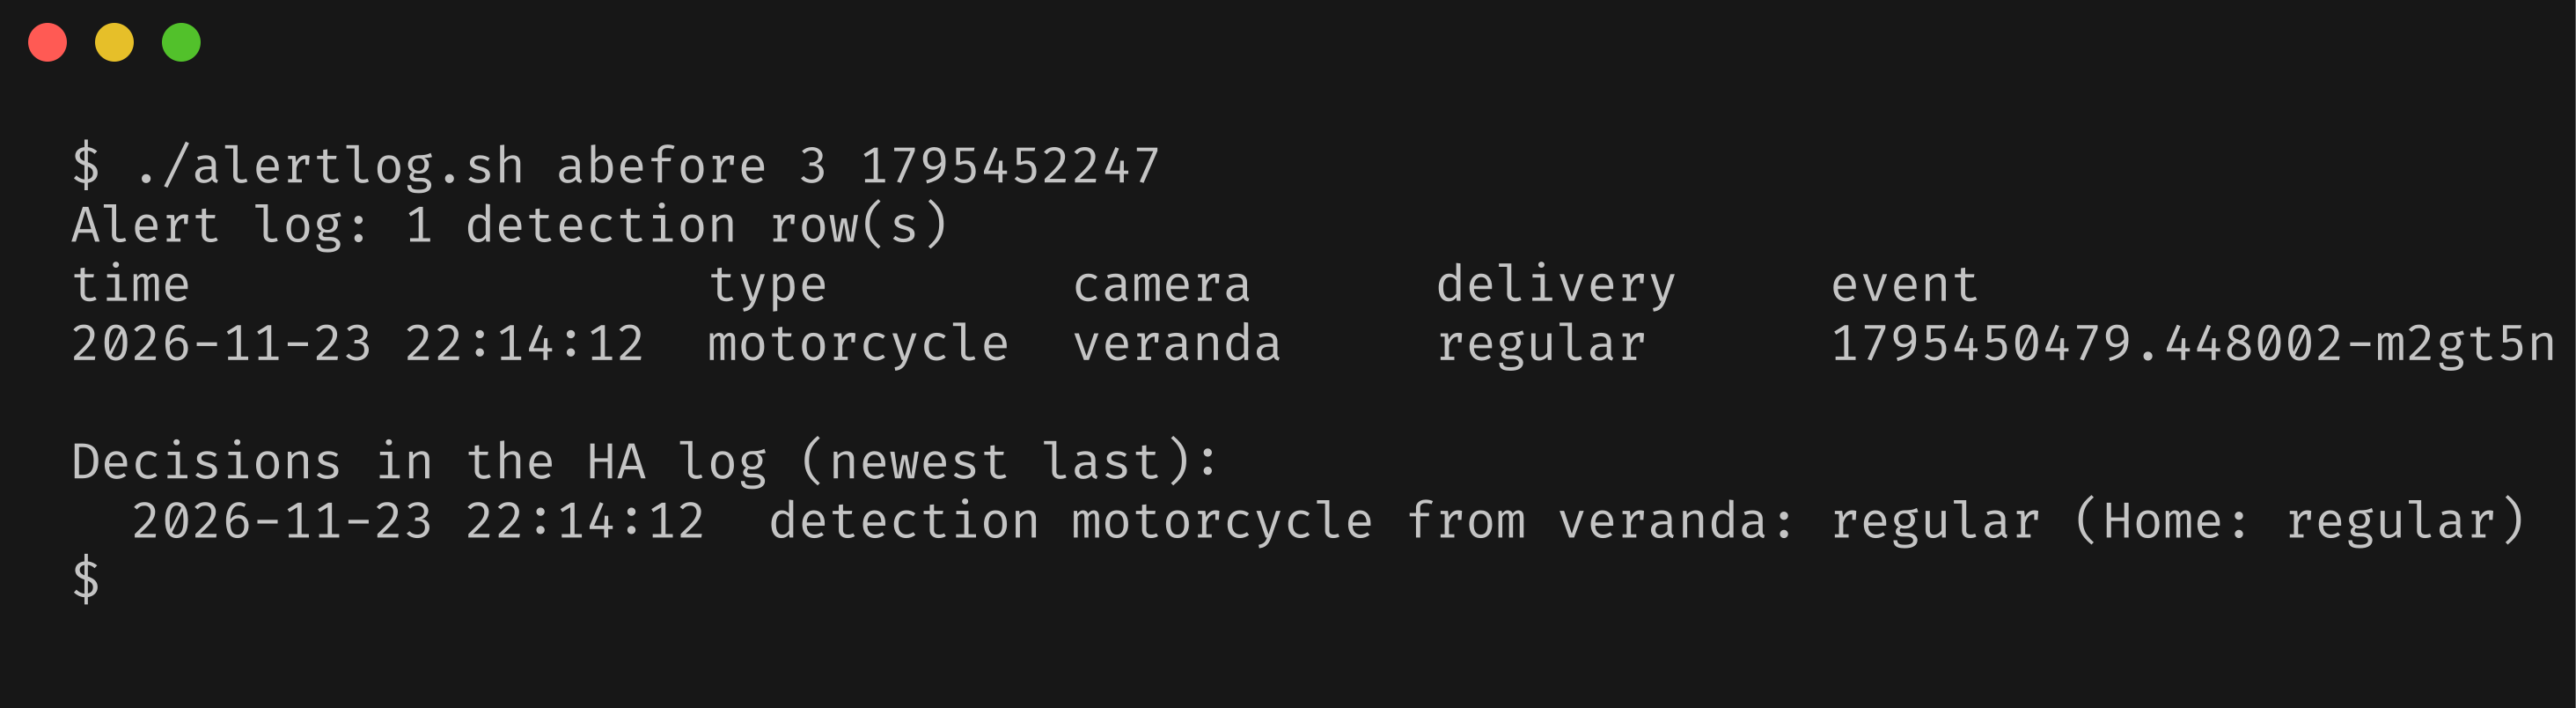 $ ./alertlog.sh abefore 3 1795452247
Alert log: 1 detection row(s)
time type camera delivery event
2026-11-23 22:14:12 motorcycle veranda regular 1795450479.448002-m2gt5n
Decisions in the HA log (newest last):
2026-11-23 22:14:12 detection motorcycle from veranda: regular (Home: regular)
$